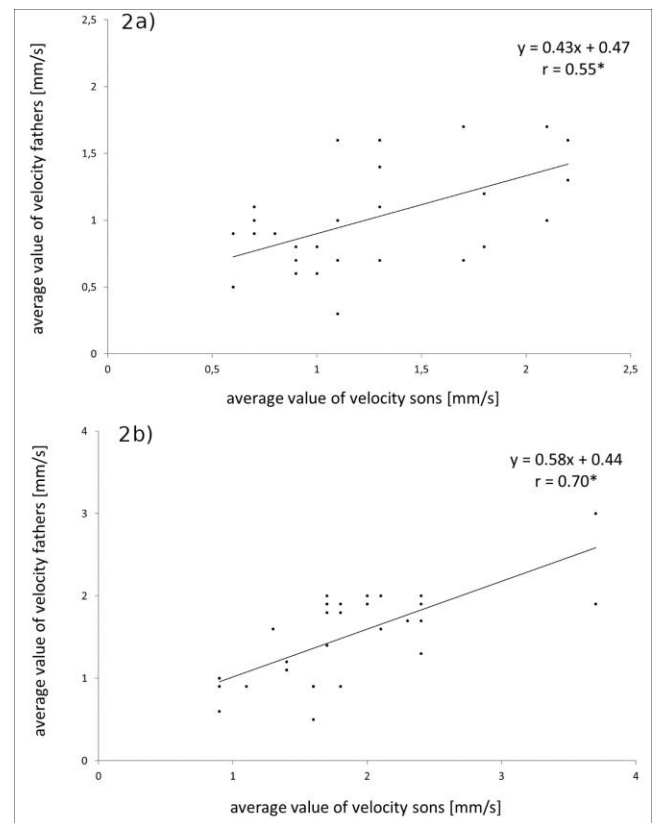 2a)
y = 0.43x + 0.47
r = 0.55*
average value of velocity fathers [mm/s]
2,5
2
1,5
1
0,5
0
0
0,5
1
1,5
2
2,5
average value of velocity sons [mm/s]
2b)
y = 0.58x + 0.44
r = 0.70*
average value of velocity fathers [mm/s]
4
3
2
1
0
0
1
2
3
4
average value of velocity sons [mm/s]